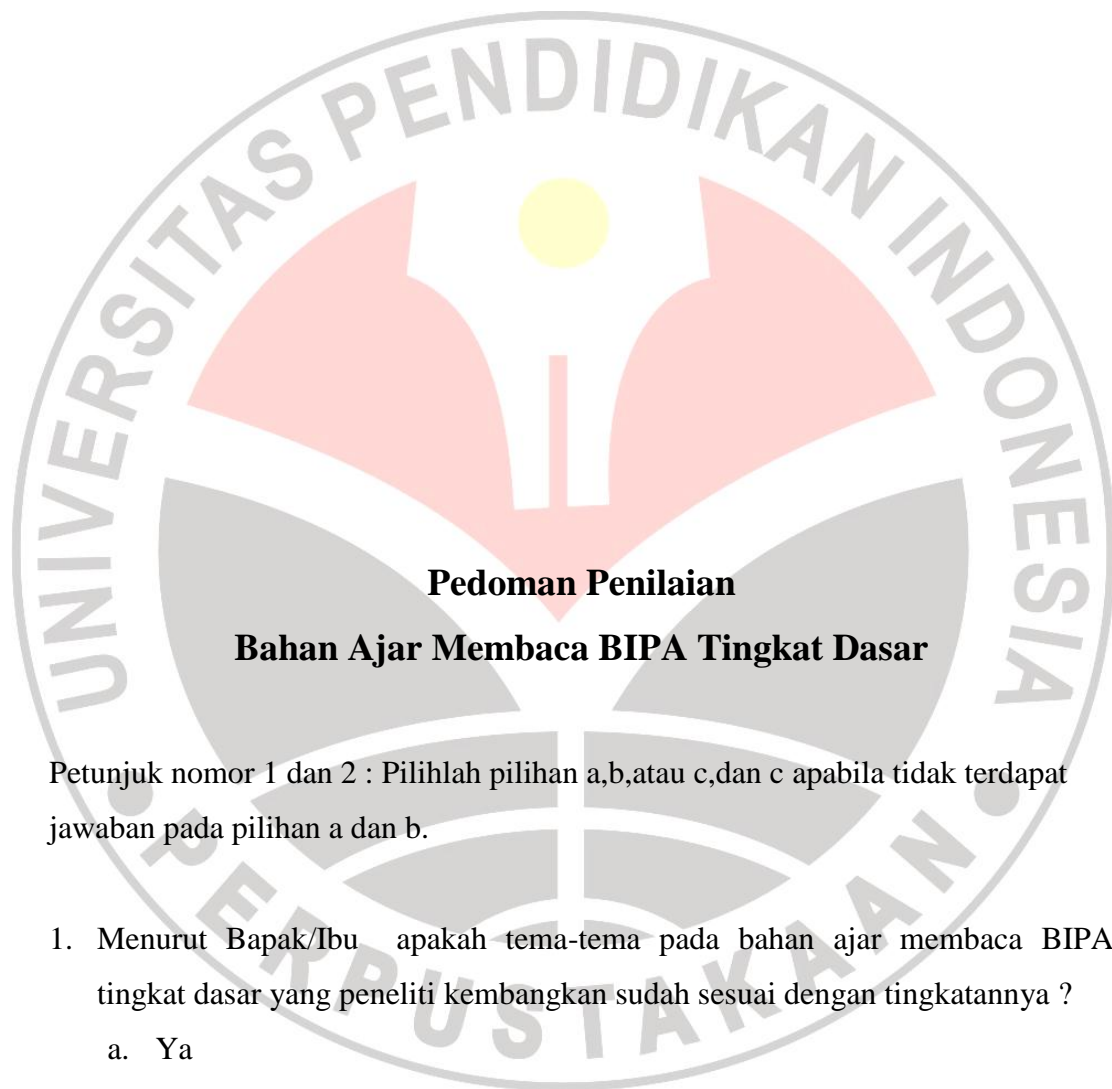 UNIVERSITAS PENDIDIKAN INDONESIA
Pedoman Penilaian
Bahan Ajar Membaca BIPA Tingkat Dasar
Petunjuk nomor 1 dan 2 : Pilihlah pilihan a,b,atau c,dan c apabila tidak terdapat
jawaban pada pilihan a dan b.
1. Menurut Bapak/Ibu apakah tema-tema pada bahan ajar membaca BIPA
tingkat dasar yang peneliti kembangkan sudah sesuai dengan tingkatannya ?
a. Ya
PERPUSTAKAAN